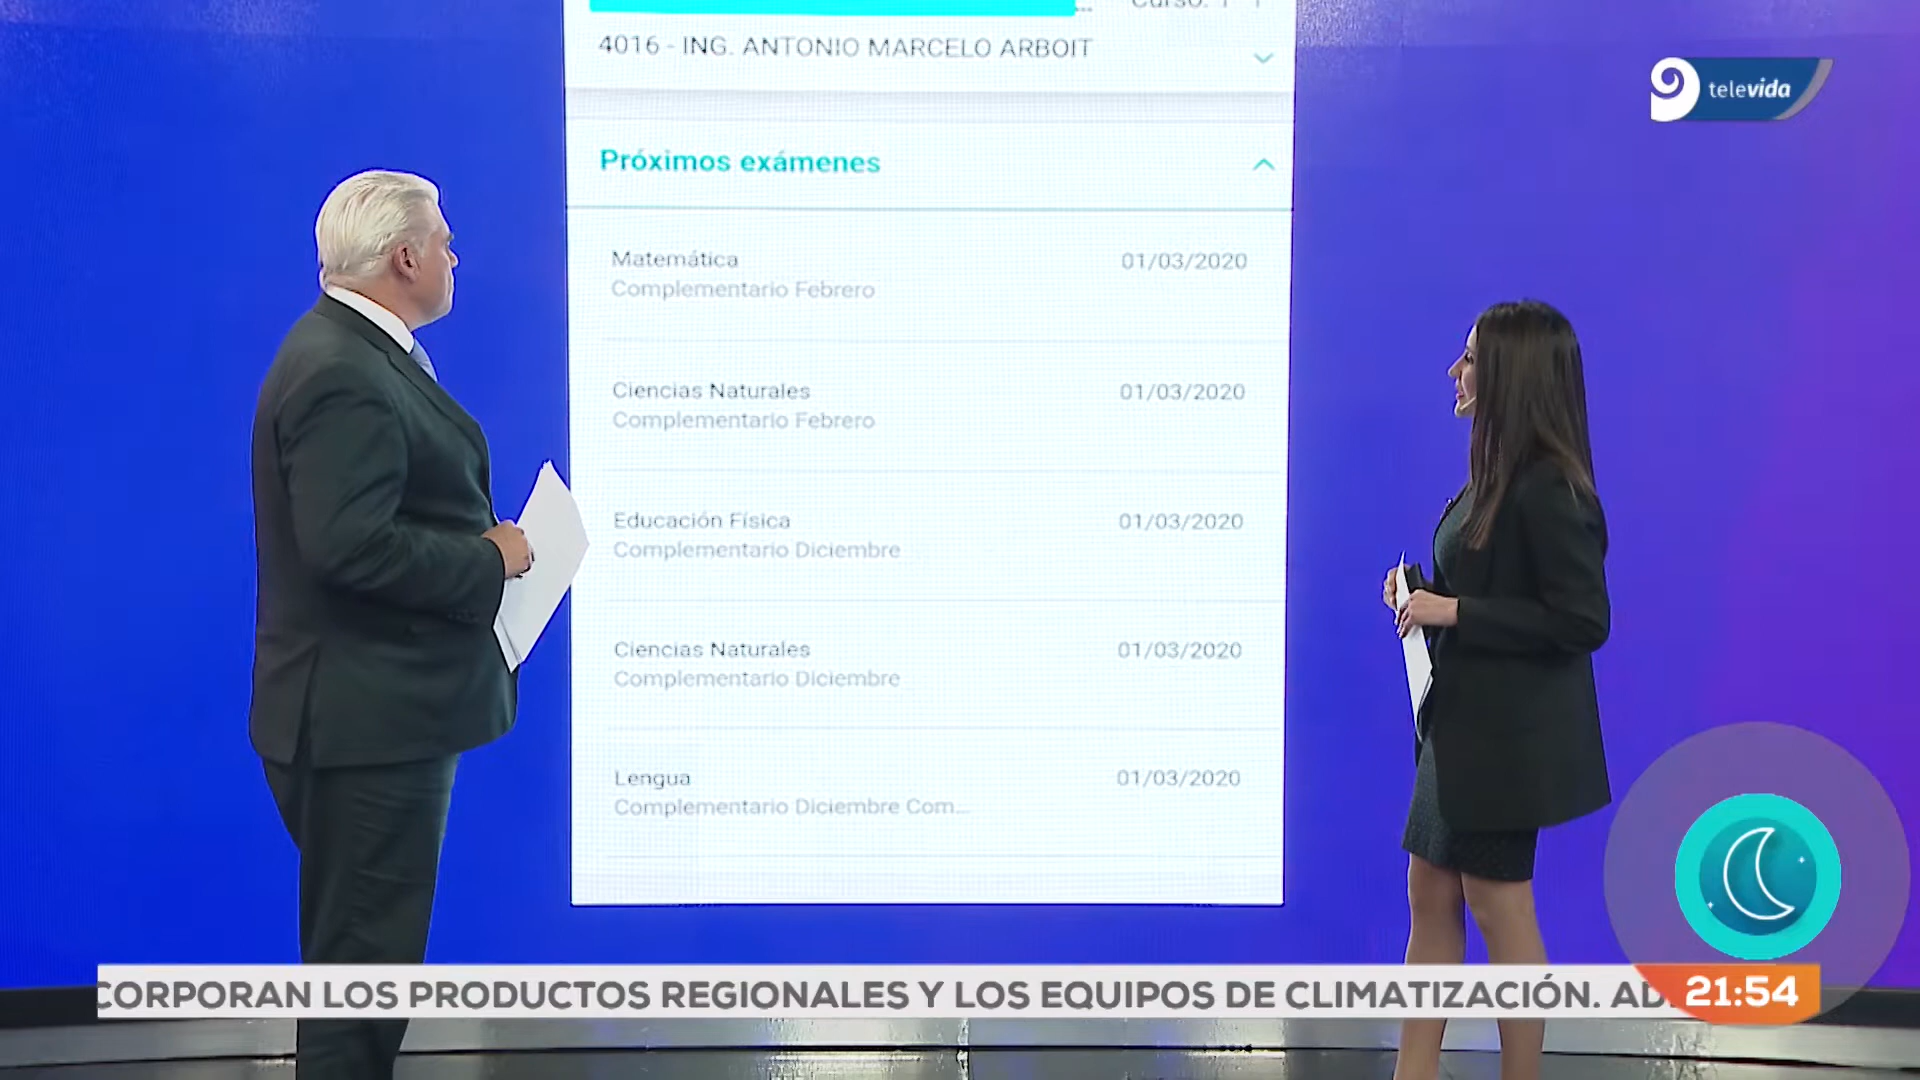 4016 - ING. ANTONIO MARCELO ARBOIT
9 televida
Próximos exámenes
Matemática 01/03/2020
Complementario Febrero
Ciencias Naturales 01/03/2020
Complementario Febrero
Educación Física 01/03/2020
Complementario Diciembre
Ciencias Naturales 01/03/2020
Complementario Diciembre
Lengua 01/03/2020
Complementario Diciembre Com...
CORPORAN LOS PRODUCTOS REGIONALES Y LOS EQUIPOS DE CLIMATIZACIÓN. AD
21:54